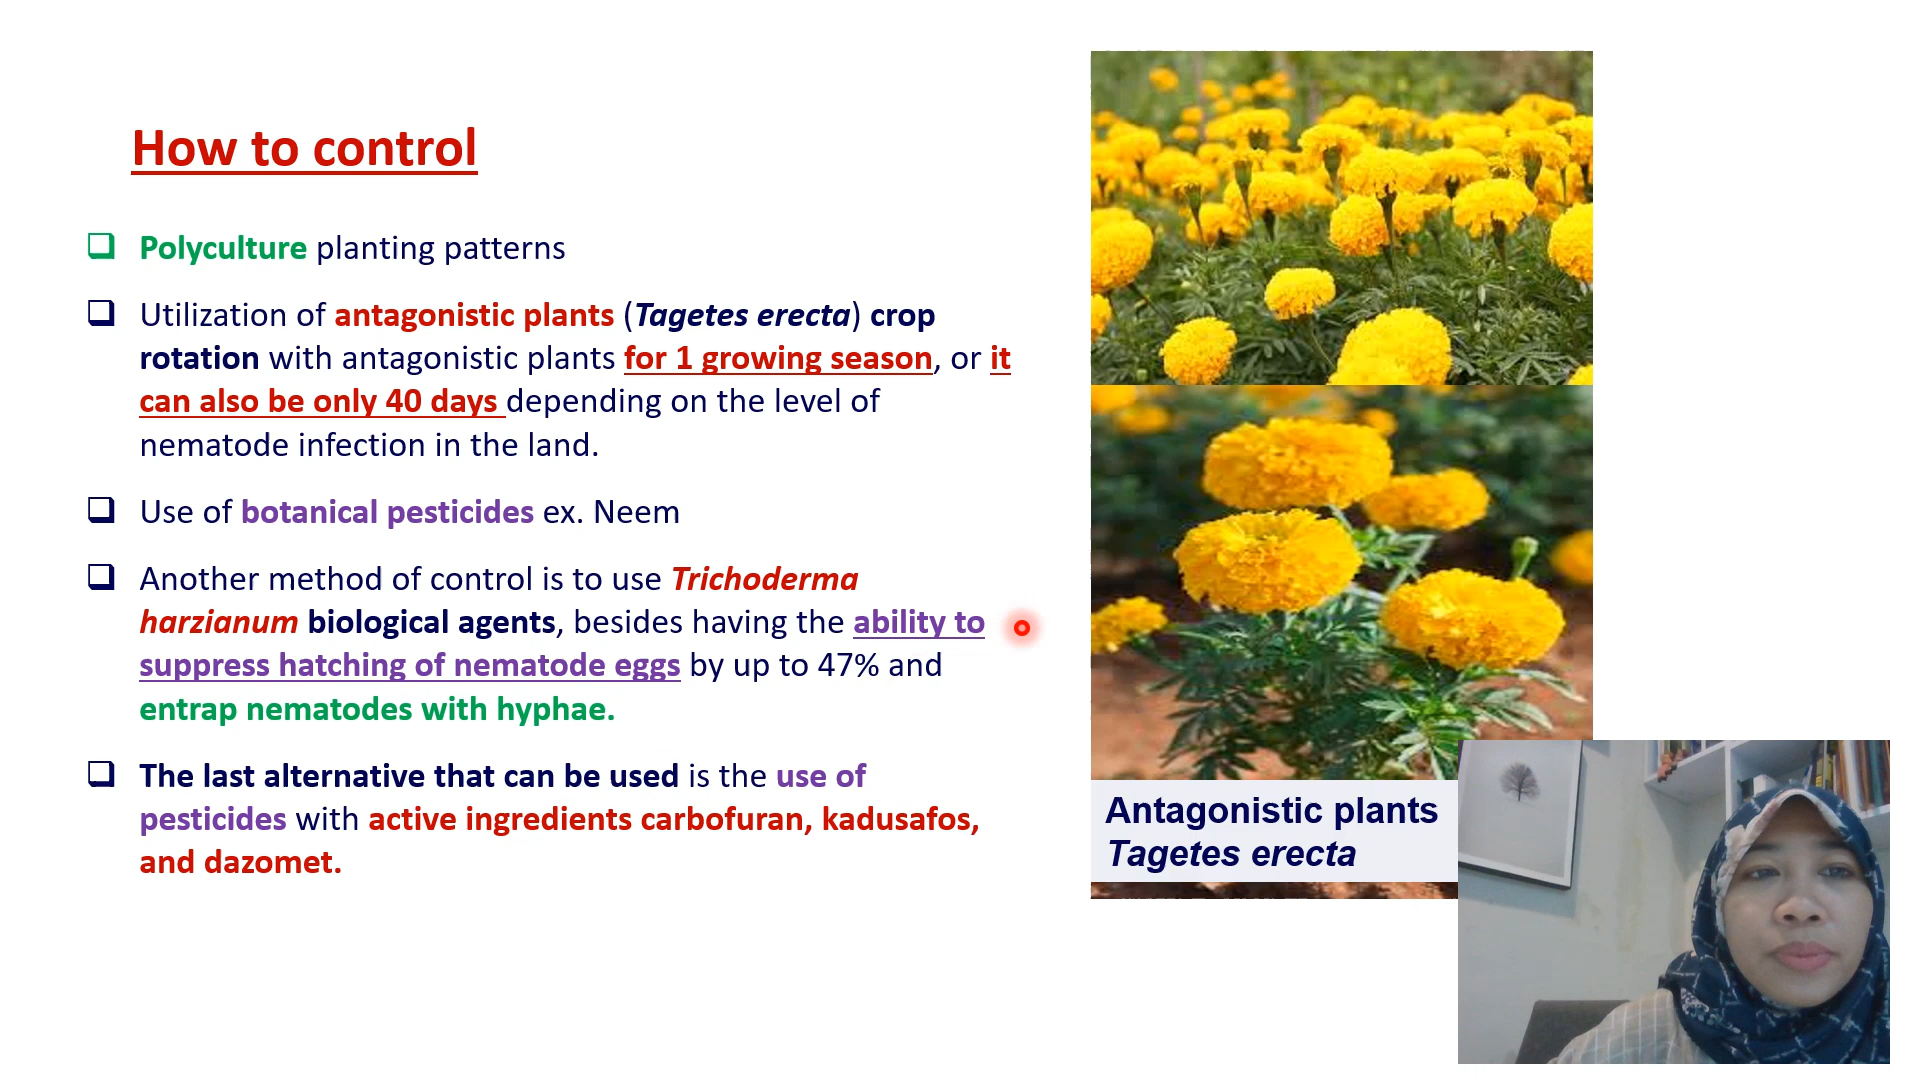 How to control
Polyculture planting patterns
Utilization of antagonistic plants (Tagetes erecta) crop
rotation with antagonistic plants for 1 growing season, or it
can also be only 40 days depending on the level of
nematode infection in the land.
Use of botanical pesticides ex. Neem
Another method of control is to use Trichoderma
harzianum biological agents, besides having the ability to
suppress hatching of nematode eggs by up to 47% and
entrap nematodes with hyphae.
The last alternative that can be used is the use of
pesticides with active ingredients carbofuran, kadusafos,
and dazomet.
Antagonistic plants
Tagetes erecta